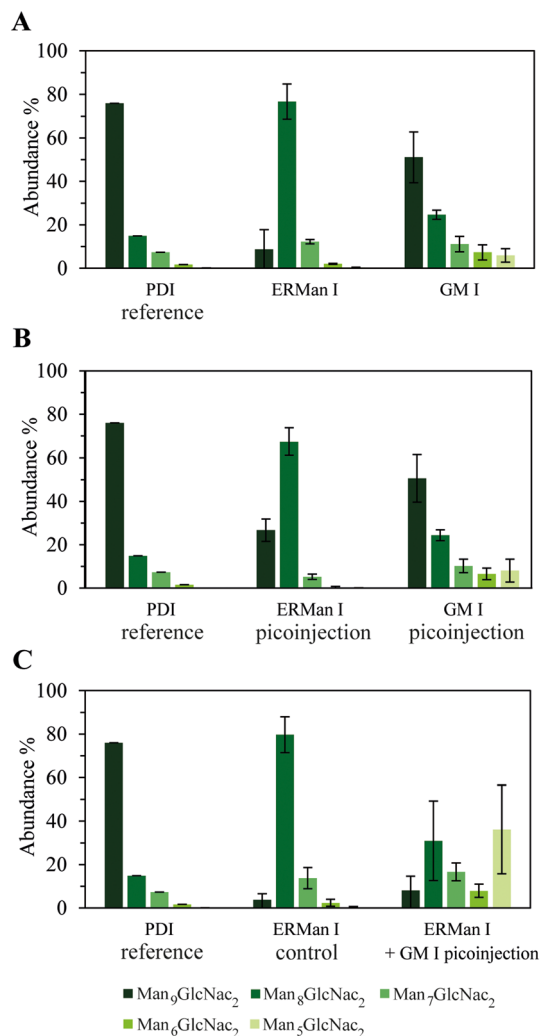 A
Abundance %
100
80
60
40
20
0
PDI
reference
ERMan I
GM I
B
Abundance %
100
80
60
40
20
0
PDI
reference
ERMan I
picoinjection
GM I
picoinjection
C
Abundance %
100
80
60
40
20
0
PDI
reference
ERMan I
control
ERMan I
+ GM I picoinjection
Man₉GlcNac₂ Man₈GlcNac₂ Man₇GlcNac₂
Man₆GlcNac₂ Man₅GlcNac₂